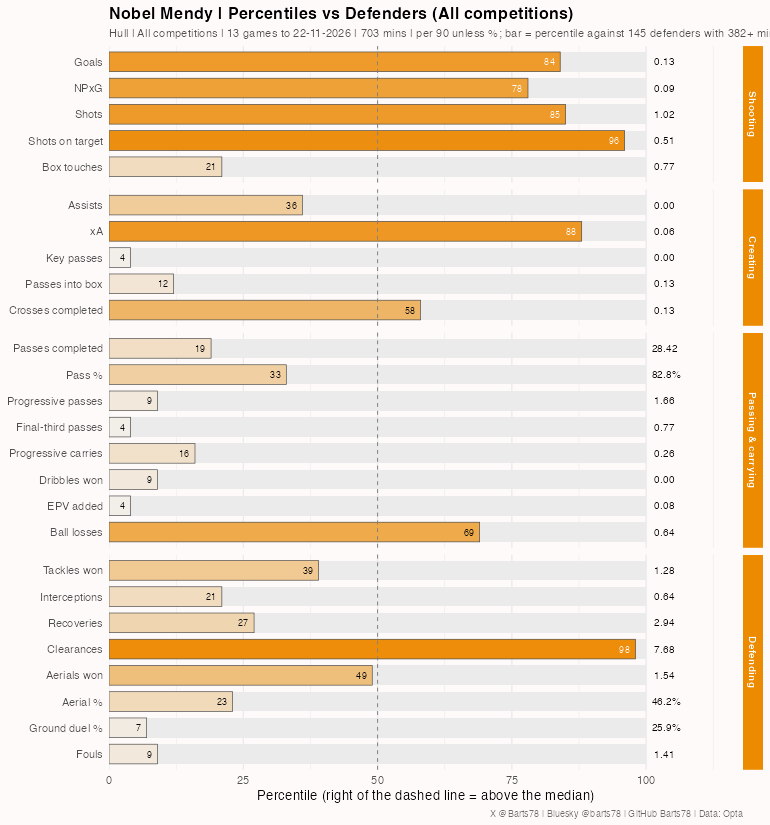 Nobel Mendy | Percentiles vs Defenders (All competitions)
Hull | All competitions | 13 games to 22-11-2026 | 703 mins | per 90 unless %; bar = percentile against 145 defenders with 382+
Goals 84 0.13
NPxG 78 0.09
Shots 85 1.02
Shots on target 96 0.51
Box touches 21 0.77
Shooting
Assists 36 0.00
xA 88 0.06
Key passes 4 0.00
Passes into box 12 0.13
Crosses completed 58 0.13
Creating
Passes completed 19 28.42
Pass % 33 82.8%
Progressive passes 9 1.66
Final-third passes 4 0.77
Progressive carries 16 0.26
Dribbles won 9 0.00
EPV added 4 0.08
Ball losses 69 0.64
Passing & carrying
Tackles won 39 1.28
Interceptions 21 0.64
Recoveries 27 2.94
Clearances 98 7.68
Aerials won 49 1.54
Aerial % 23 46.2%
Ground duel % 7 25.9%
Fouls 9 1.41
Defending
0 25 50 75 100
Percentile (right of the dashed line = above the median)
X @Barts78 | Bluesky @barts78 | GitHub Barts78 | Data: Opta